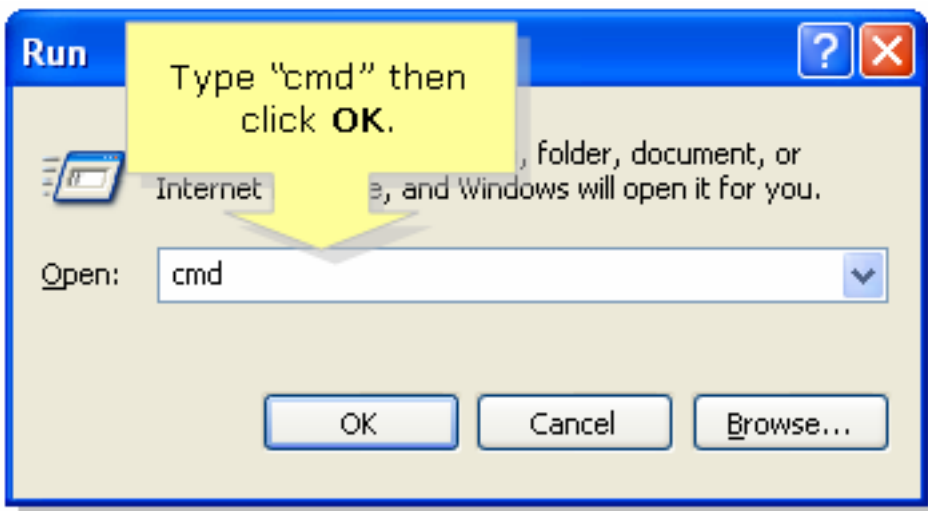 Run
Type “cmd” then
click OK.
, folder, document, or
Internet e, and Windows will open it for you.
Open:
cmd
OK
Cancel
Browse...